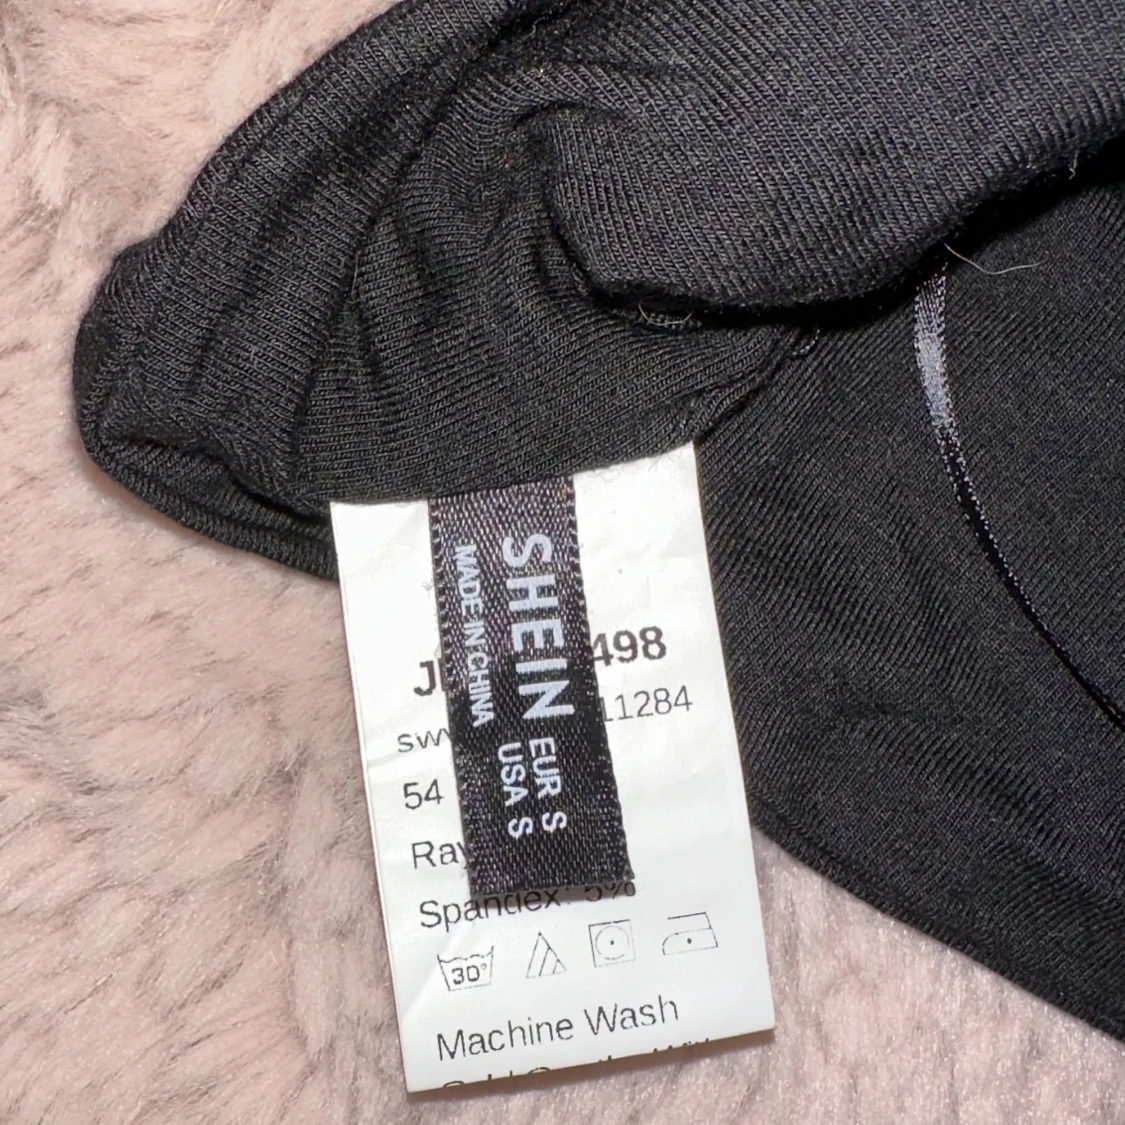 SHEIN
MADE IN CHINA
EUR S
USA S
498
11284
54
Spandex: 5%
30°
Machine Wash